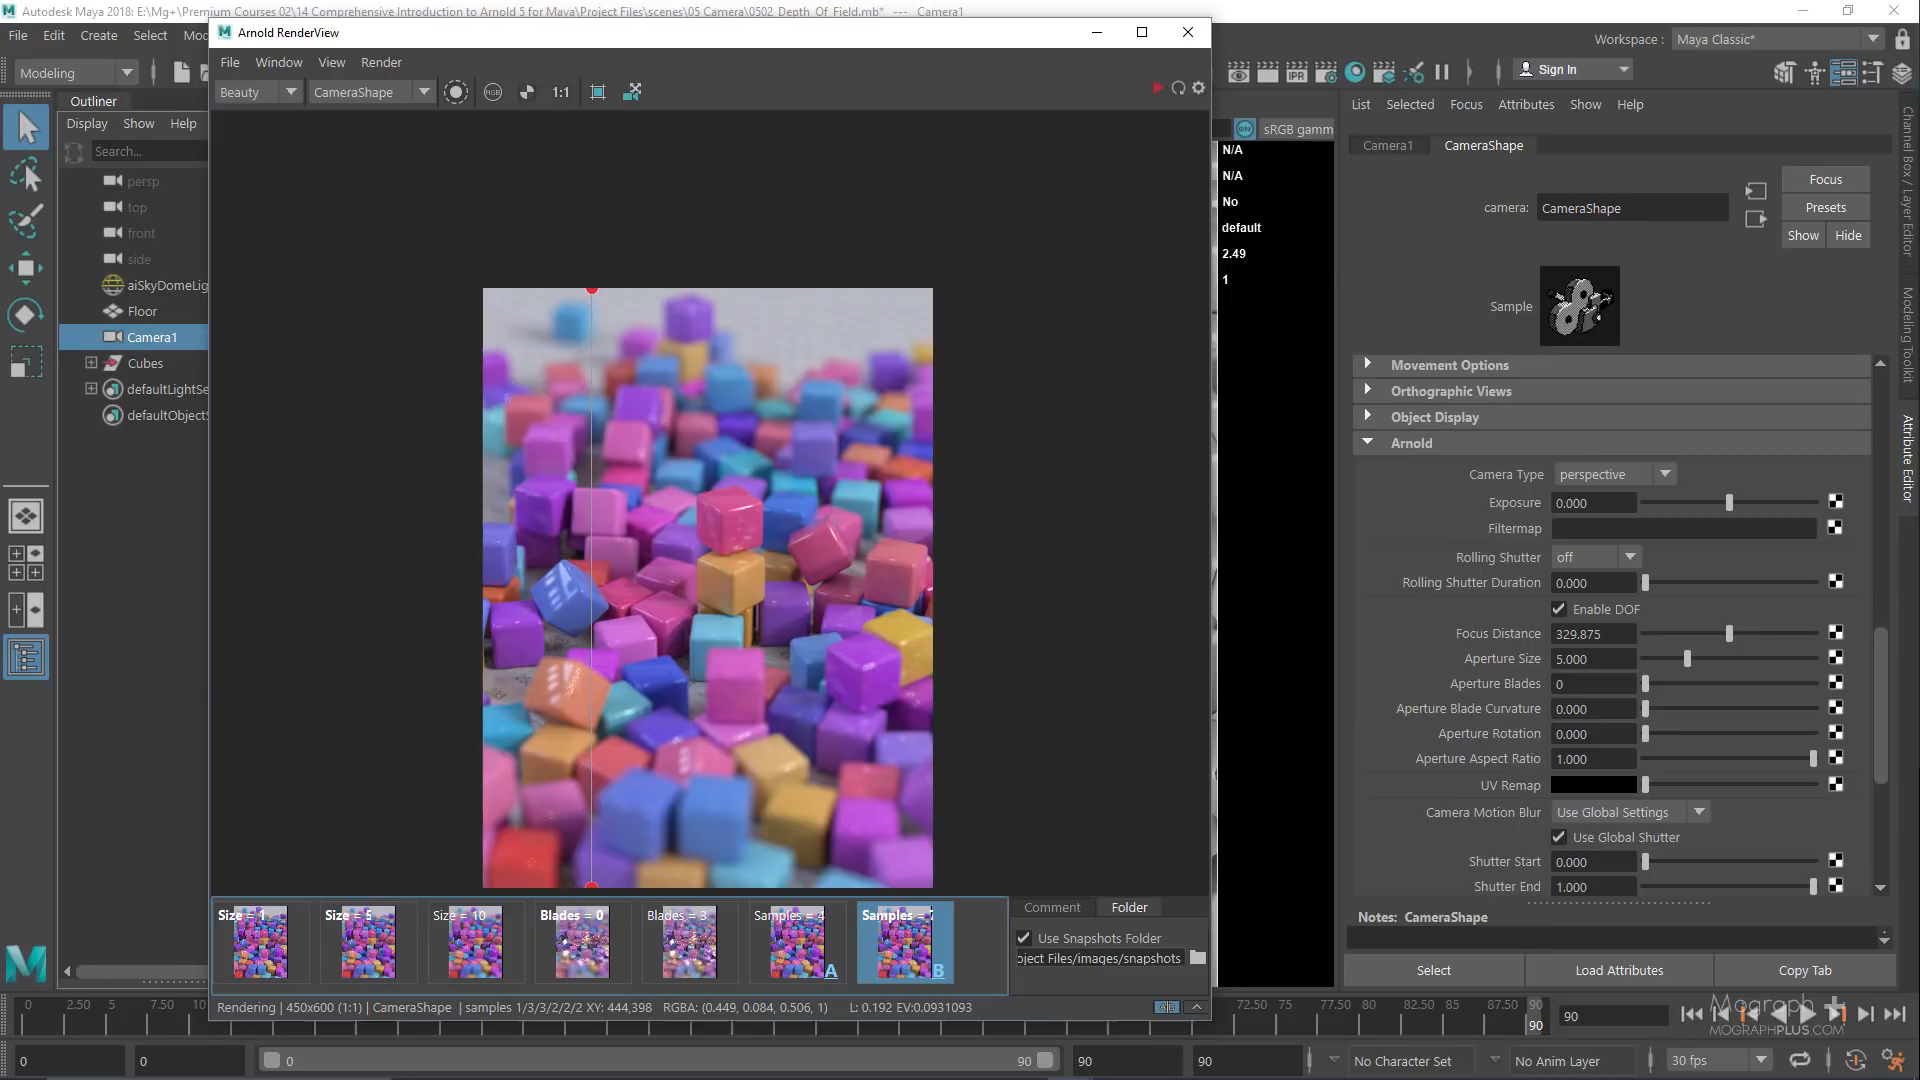 Autodesk Maya 2018: E:\Mg+\Premium Courses 02\14 Comprehensive Introduction to Arnold 5 for Maya\Project Files\scenes\05 Camera\0502_Depth_Of_Field.mb* --- Camera1
File Edit Create Select
Arnold RenderView
Workspace : Maya Classic*
File Window View Render
Modeling
IPR
Sign In
Beauty CameraShape RGB 1:1
Outliner
Display Show Help
Search...
persp
top
front
side
aiSkyDomeLig
Floor
Camera1
Cubes
defaultLightSe
defaultObjectS
ON sRGB gamm
N/A
N/A
No
default
2.49
1
List Selected Focus Attributes Show Help
Camera1 CameraShape
camera: CameraShape
Focus
Presets
Show Hide
Sample
Movement Options
Orthographic Views
Object Display
Arnold
Camera Type perspective
Exposure 0.000
Filtermap
Rolling Shutter off
Rolling Shutter Duration 0.000
Enable DOF
Focus Distance 329.875
Aperture Size 5.000
Aperture Blades 0
Aperture Blade Curvature 0.000
Aperture Rotation 0.000
Aperture Aspect Ratio 1.000
UV Remap
Camera Motion Blur Use Global Settings
Use Global Shutter
Shutter Start 0.000
Shutter End 1.000
Notes: CameraShape
Select Load Attributes Copy Tab
Channel Box / Layer Editor
Modeling Toolkit
Attribute Editor
Size = 1 Size = 5 Size = 10 Blades = 0 Blades = 3 Samples = 4 Samples =
A B
Comment Folder
Use Snapshots Folder
oject Files/images/snapshots
Rendering | 450x600 (1:1) | CameraShape | samples 1/3/3/2/2/2 XY: 444,398 RGBA: (0.449, 0.084, 0.506, 1) L: 0.192 EV:0.0931093
0 2.5 5 7.50 10 72.50 75 77.50 80 82.50 85 87.50 90
90
90
Mograph +
MOGRAPHPLUS.COM
0 0 0 90 90 90 No Character Set No Anim Layer 30 fps